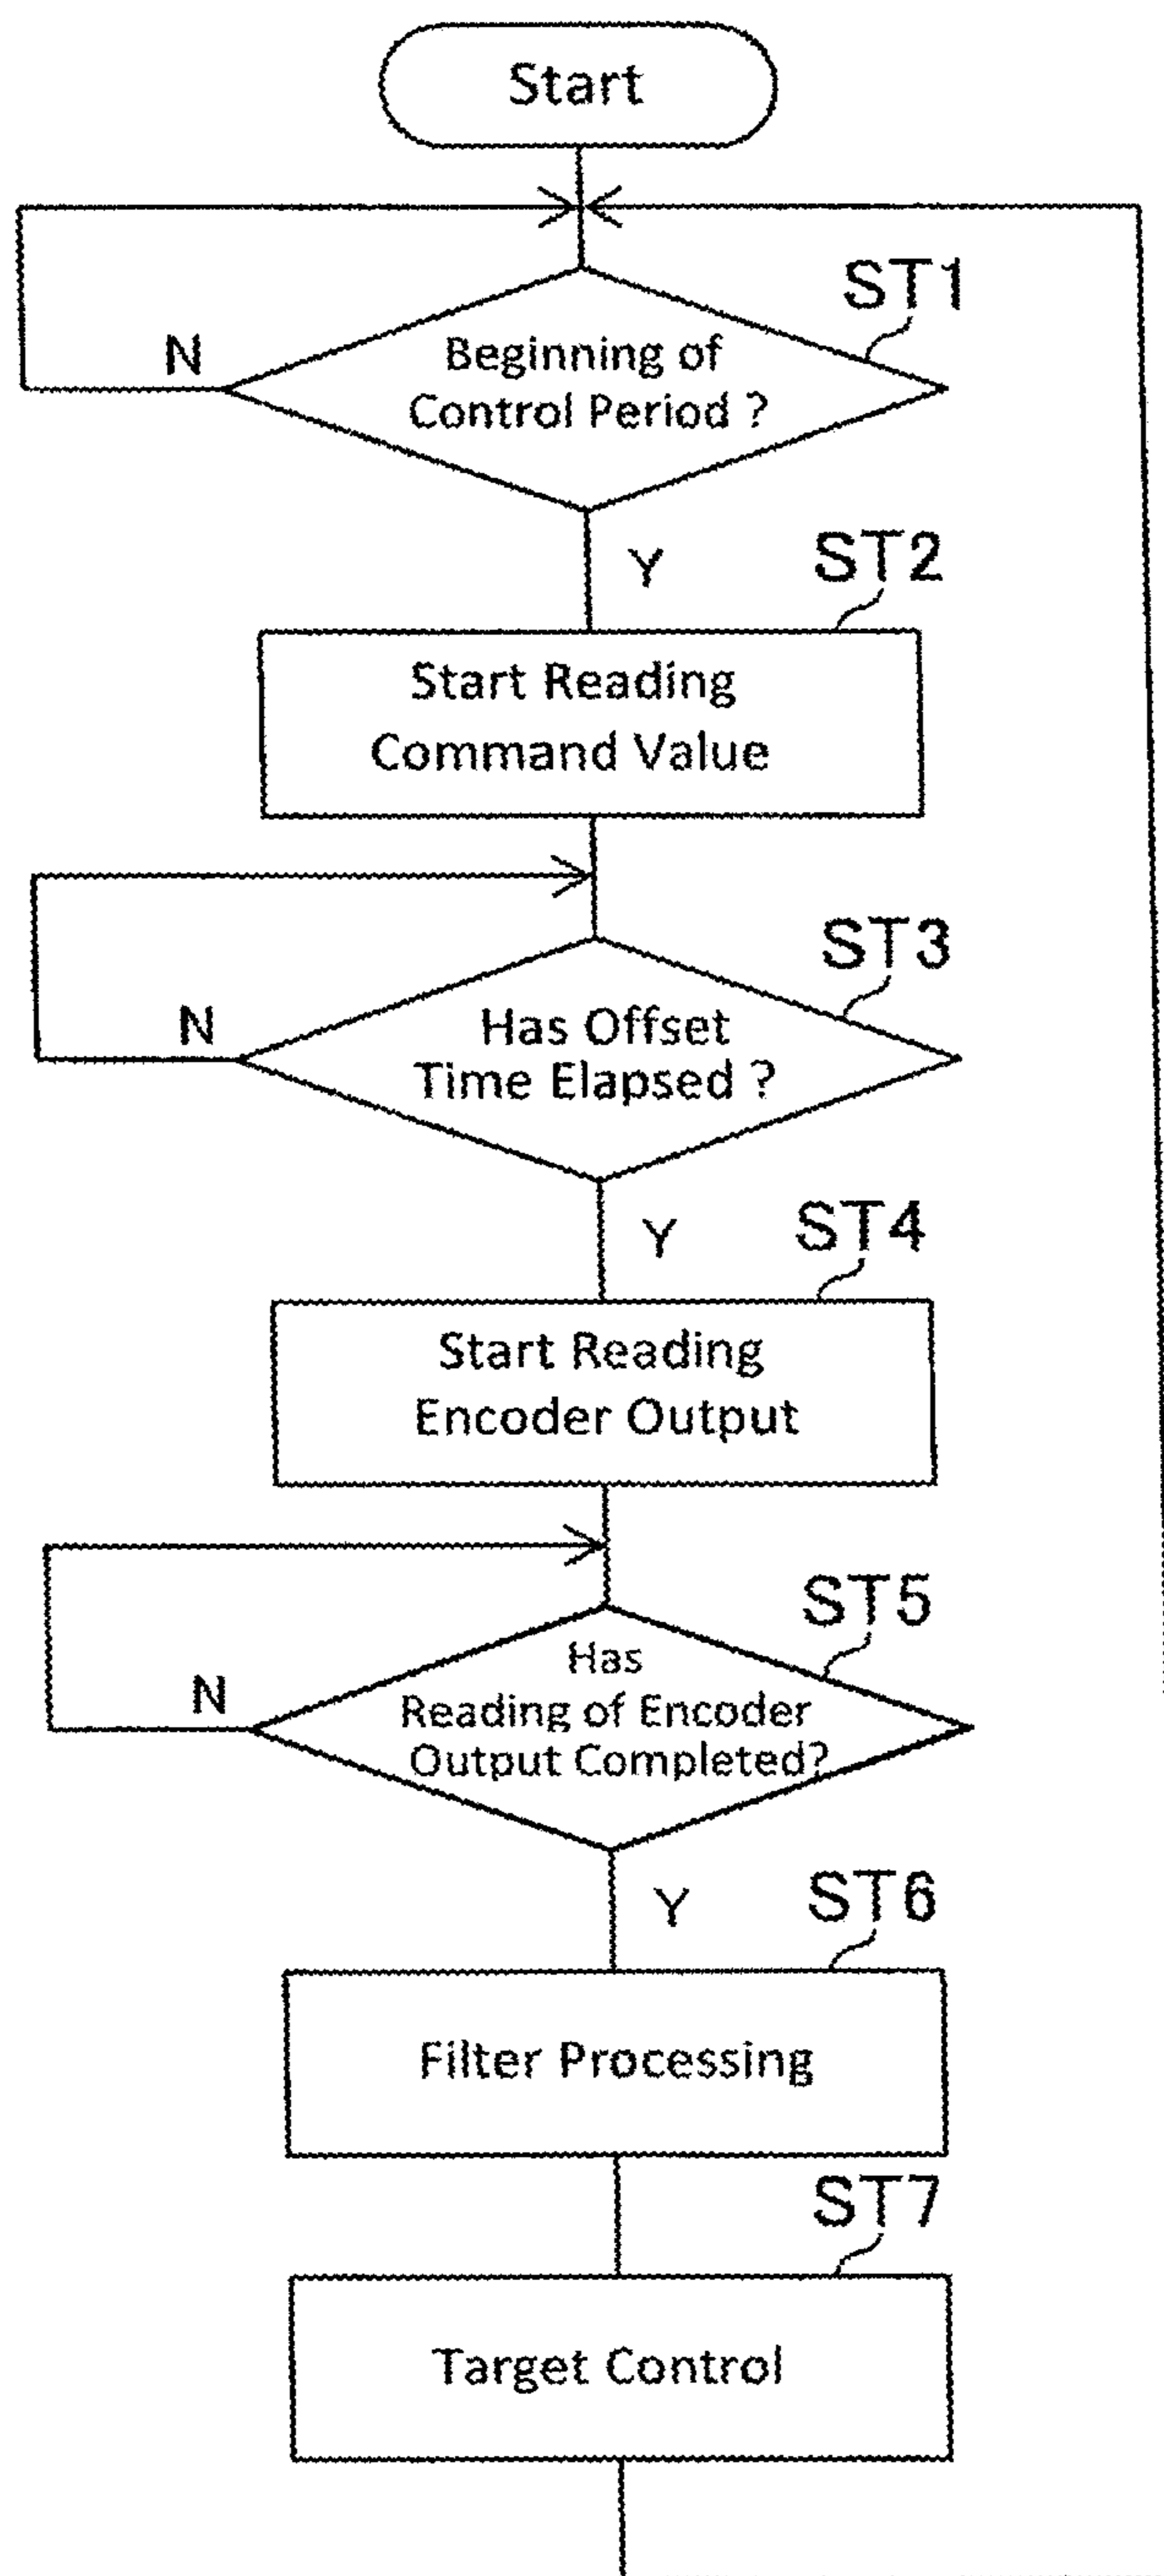 Start
ST1
N
Beginning of
Control Period ?
Y
ST2
Start Reading
Command Value
ST3
N
Has Offset
Time Elapsed ?
Y
ST4
Start Reading
Encoder Output
ST5
N
Has
Reading of Encoder
Output Completed?
Y
ST6
Filter Processing
ST7
Target Control